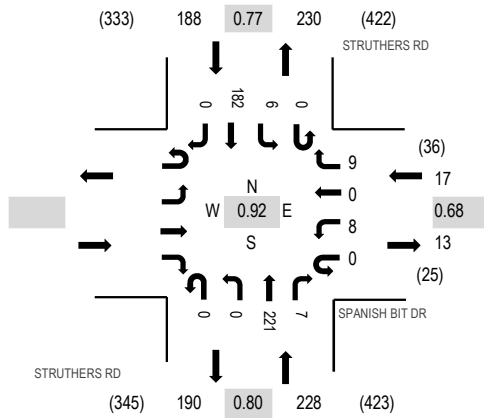 (333) 188 0.77 230 (422)
STRUTHERS RD
0 182 6 0
9 (36)
N 0 17
W 0.92 E 0.68
S 8 13
0 (25)
0 0 221 7 SPANISH BIT DR
STRUTHERS RD
(345) 190 0.80 228 (423)